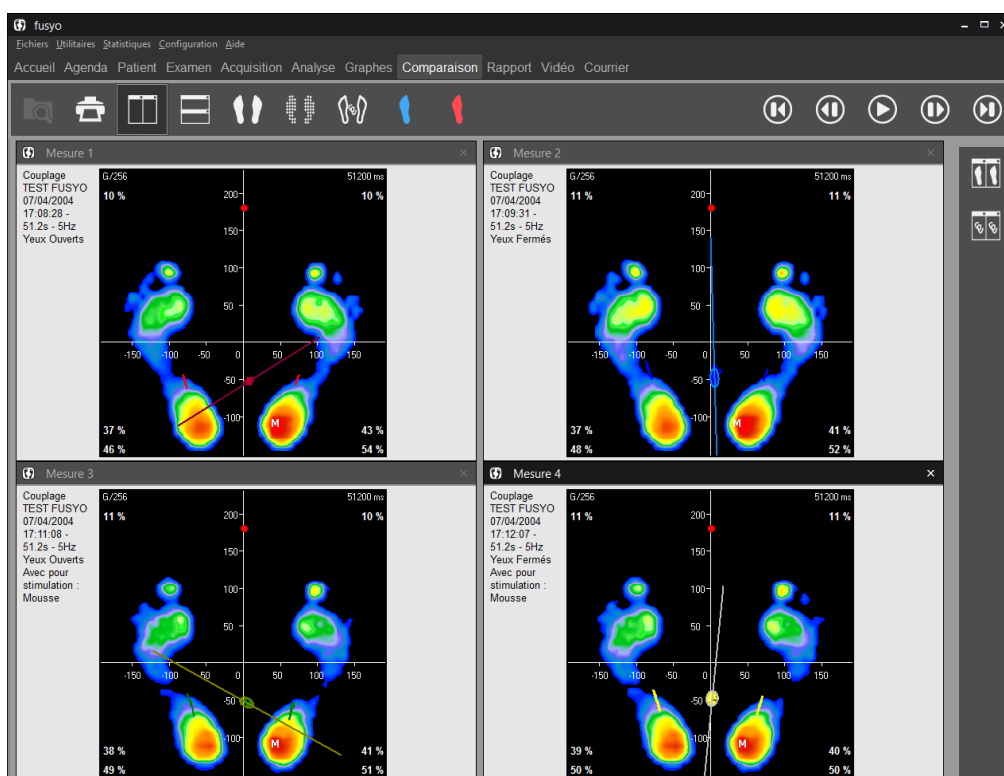 fusyo
Fichiers Utilitaires Statistiques Configuration Aide
Accueil Agenda Patient Examen Acquisition Analyse Graphes Comparaison Rapport Vidéo Courrier
Mesure 1
Couplage
TEST FUSYO
07/04/2004
17:08:28 -
51.2s - 5Hz
Yeux Ouverts
G/256
51200 ms
10 %
10 %
200
150
100
50
-150 -100 -50 0 50 100 150
-50
-100
M
37 %
43 %
46 %
54 %
Mesure 2
Couplage
TEST FUSYO
07/04/2004
17:09:31 -
51.2s - 5Hz
Yeux Fermés
G/256
51200 ms
11 %
11 %
200
150
100
50
-150 -100 -50 0 50 100 150
-50
-100
M
37 %
41 %
48 %
52 %
Mesure 3
Couplage
TEST FUSYO
07/04/2004
17:11:08 -
51.2s - 5Hz
Yeux Ouverts
Avec pour
stimulation :
Mousse
G/256
51200 ms
11 %
10 %
200
150
100
50
-150 -100 -50 0 50 100 150
-50
-100
M
38 %
41 %
49 %
51 %
Mesure 4
Couplage
TEST FUSYO
07/04/2004
17:12:07 -
51.2s - 5Hz
Yeux Fermés
Avec pour
stimulation :
Mousse
G/256
51200 ms
11 %
11 %
200
150
100
50
-150 -100 -50 0 50 100 150
-50
-100
M
39 %
40 %
50 %
50 %